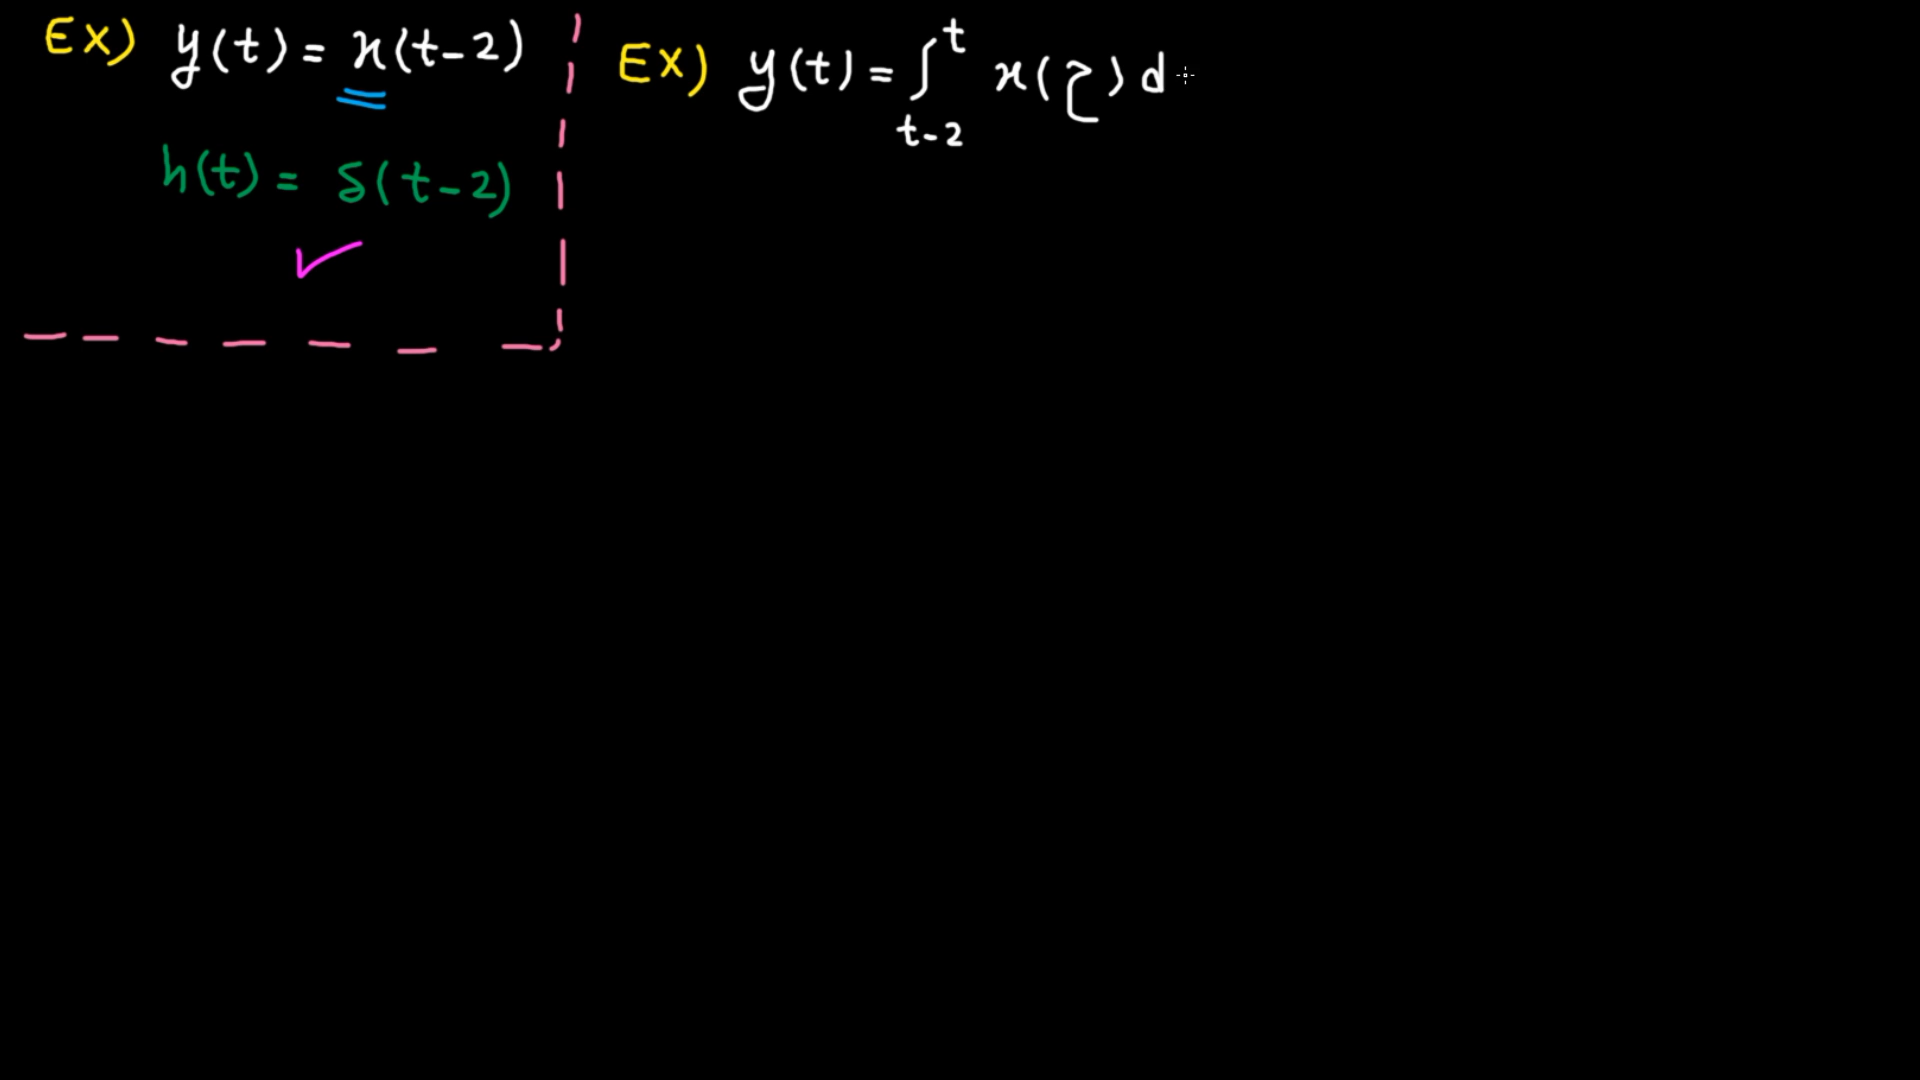 EX) y(t) = x(t-2)
h(t) = δ(t-2)
EX) y(t) = ∫ₜ₋₂ᵗ x(τ) d